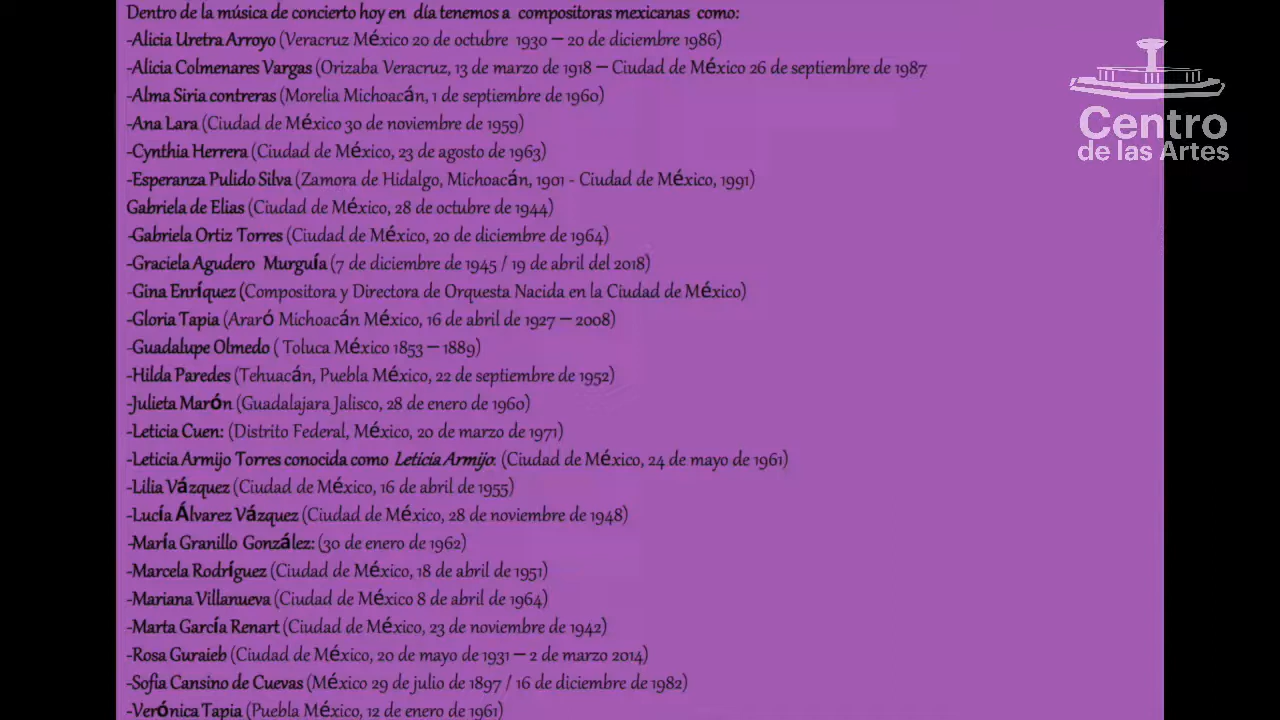 Dentro de la música de concierto hoy en día tenemos a compositoras mexicanas como:
-Alicia Uretra Arroyo (Veracruz México 20 de octubre 1930 – 20 de diciembre 1986)
-Alicia Colmenares Vargas (Orizaba Veracruz, 13 de marzo de 1918 – Ciudad de México 26 de septiembre de 1987
-Alma Siria contreras (Morelia Michoacán, 1 de septiembre de 1960)
-Ana Lara (Ciudad de México 30 de noviembre de 1959)
-Cynthia Herrera (Ciudad de México, 23 de agosto de 1963)
-Esperanza Pulido Silva (Zamora de Hidalgo, Michoacán, 1901 - Ciudad de México, 1991)
Gabriela de Elias (Ciudad de México, 28 de octubre de 1944)
-Gabriela Ortiz Torres (Ciudad de México, 20 de diciembre de 1964)
-Graciela Agudero Murguía (7 de diciembre de 1945 / 19 de abril del 2018)
-Gina Enríquez (Compositora y Directora de Orquesta Nacida en la Ciudad de México)
-Gloria Tapia (Araró Michoacán México, 16 de abril de 1927 – 2008)
-Guadalupe Olmedo ( Toluca México 1853 – 1889)
-Hilda Paredes (Tehuacán, Puebla México, 22 de septiembre de 1952)
-Julieta Marón (Guadalajara Jalisco, 28 de enero de 1960)
-Leticia Cuen: (Distrito Federal, México, 20 de marzo de 1971)
-Leticia Armijo Torres conocida como Leticia Armijo: (Ciudad de México, 24 de mayo de 1961)
-Lilia Vázquez (Ciudad de México, 16 de abril de 1955)
-Lucía Álvarez Vázquez (Ciudad de México, 28 de noviembre de 1948)
-María Granillo González: (30 de enero de 1962)
-Marcela Rodríguez (Ciudad de México, 18 de abril de 1951)
-Mariana Villanueva (Ciudad de México 8 de abril de 1964)
-Marta García Renart (Ciudad de México, 23 de noviembre de 1942)
-Rosa Guraieb (Ciudad de México, 20 de mayo de 1931 – 2 de marzo 2014)
-Sofia Cansino de Cuevas (México 29 de julio de 1897 / 16 de diciembre de 1982)
-Verónica Tapia (Puebla México, 12 de enero de 1961)
Centro
de las Artes